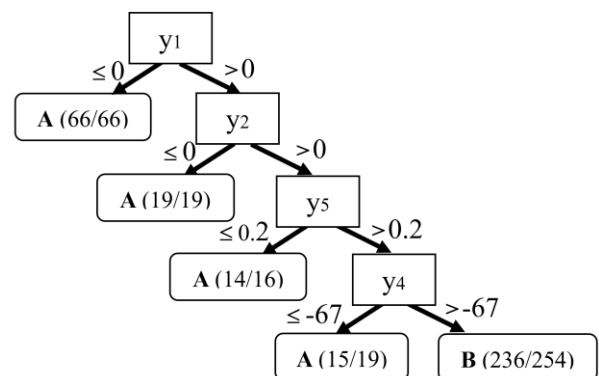 y1
≤ 0 >0
A (66/66)
y2
≤ 0 >0
A (19/19)
y5
≤ 0.2 >0.2
A (14/16)
y4
≤ -67 >-67
A (15/19) B (236/254)